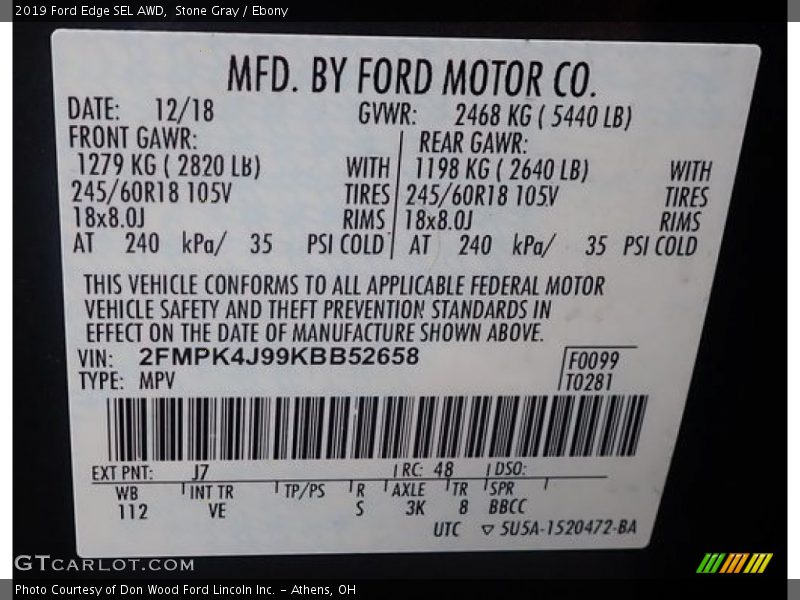 2019 Ford Edge SEL AWD, Stone Gray / Ebony
MFD. BY FORD MOTOR CO.
DATE: 12/18 GVWR: 2468 KG ( 5440 LB)
FRONT GAWR: REAR GAWR:
1279 KG ( 2820 LB) WITH 1198 KG ( 2640 LB) WITH
245/60R18 105V TIRES 245/60R18 105V TIRES
18x8.0J RIMS 18x8.0J RIMS
AT 240 kPa/ 35 PSI COLD AT 240 kPa/ 35 PSI COLD
THIS VEHICLE CONFORMS TO ALL APPLICABLE FEDERAL MOTOR
VEHICLE SAFETY AND THEFT PREVENTION STANDARDS IN
EFFECT ON THE DATE OF MANUFACTURE SHOWN ABOVE.
VIN: 2FMPK4J99KBB52658 F0099
TYPE: MPV T0281
EXT PNT: J7 RC: 48 DSO:
WB INT TR TP/PS R AXLE TR SPR
112 VE S 3K 8 BBCC
UTC ▽ 5U5A-1520472-BA
GTCARLOT.COM
Photo Courtesy of Don Wood Ford Lincoln Inc. - Athens, OH